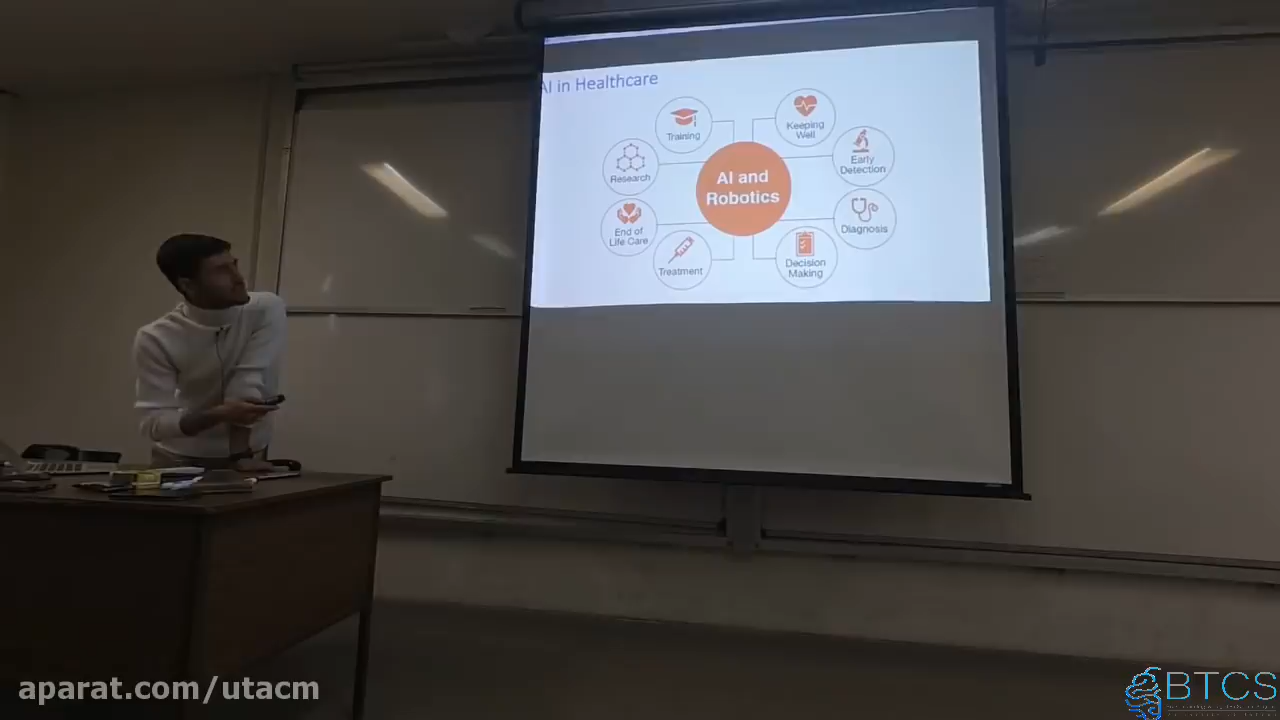 AI in Healthcare
Training
Keeping
Well
Research
Early
Detection
AI and
Robotics
End of
Life Care
Diagnosis
Treatment
Decision
Making
aparat.com/utacm
BTCS